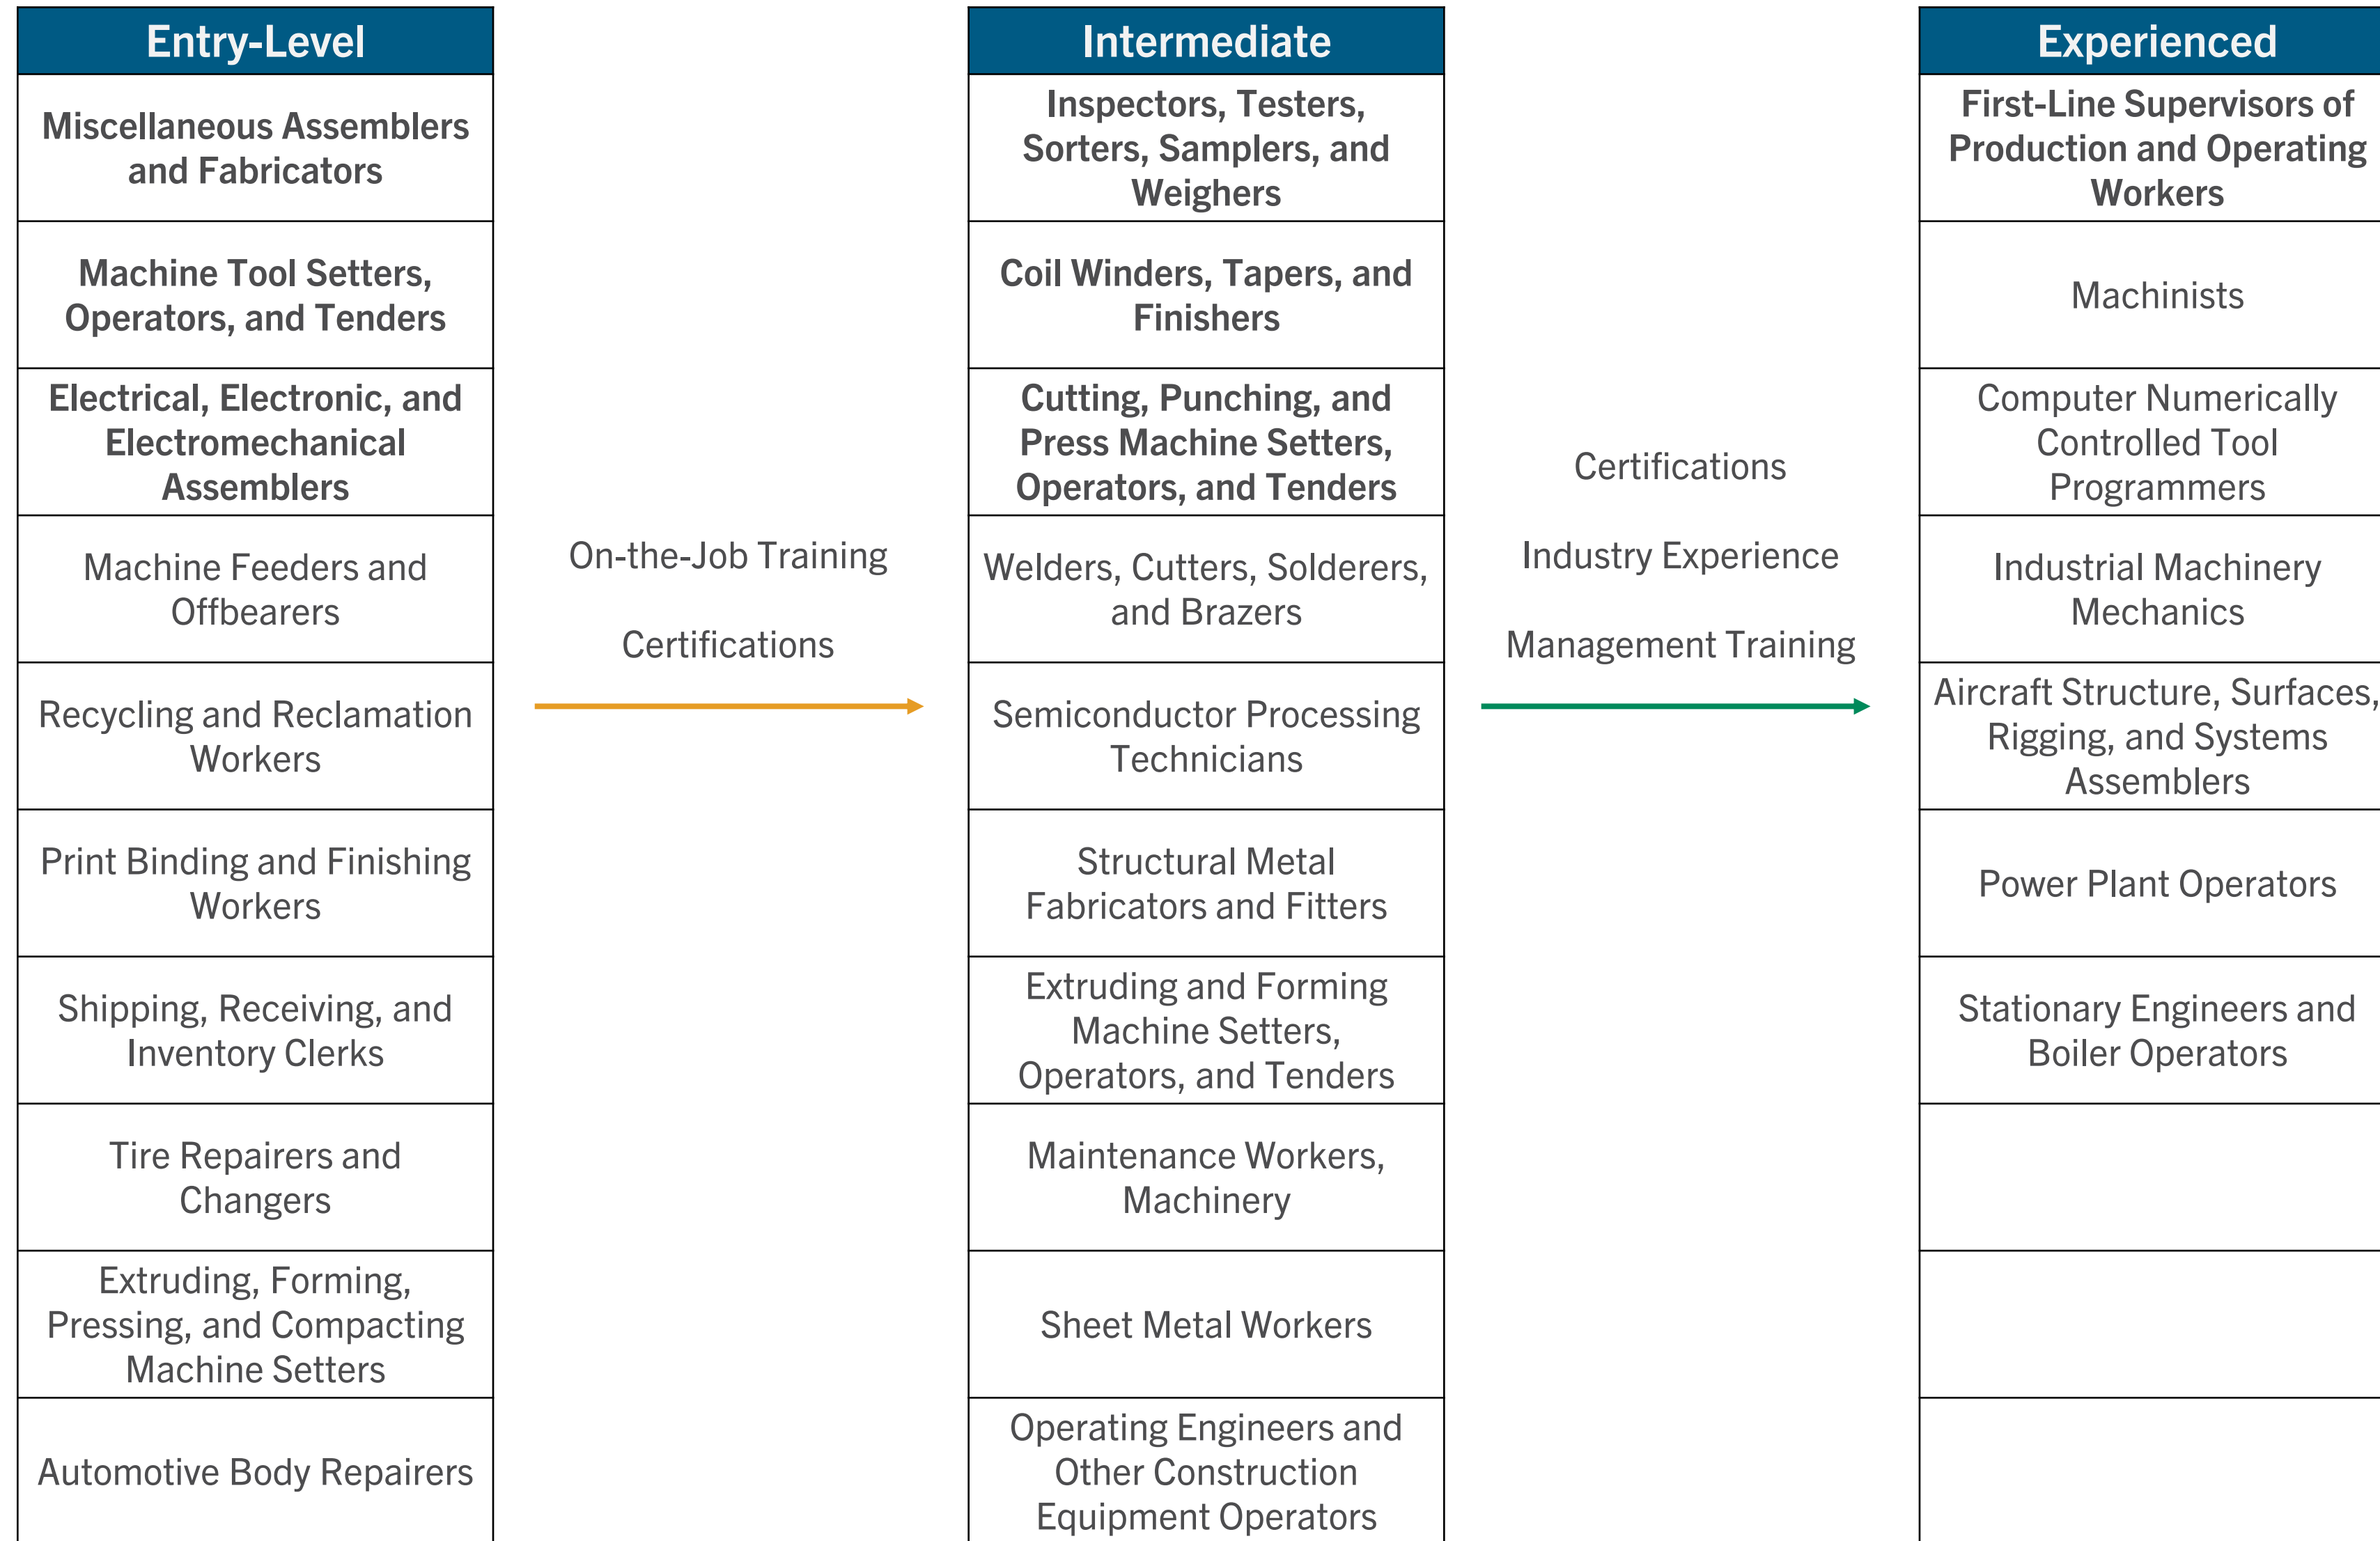 Entry-Level
Miscellaneous Assemblers
and Fabricators
Machine Tool Setters,
Operators, and Tenders
Electrical, Electronic, and
Electromechanical
Assemblers
Machine Feeders and
Offbearers
Recycling and Reclamation
Workers
Print Binding and Finishing
Workers
Shipping, Receiving, and
Inventory Clerks
Tire Repairers and
Changers
Extruding, Forming,
Pressing, and Compacting
Machine Setters
Automotive Body Repairers
On-the-Job Training
Certifications
Intermediate
Inspectors, Testers,
Sorters, Samplers, and
Weighers
Coil Winders, Tapers, and
Finishers
Cutting, Punching, and
Press Machine Setters,
Operators, and Tenders
Welders, Cutters, Solderers,
and Brazers
Semiconductor Processing
Technicians
Structural Metal
Fabricators and Fitters
Extruding and Forming
Machine Setters,
Operators, and Tenders
Maintenance Workers,
Machinery
Sheet Metal Workers
Operating Engineers and
Other Construction
Equipment Operators
Certifications
Industry Experience
Management Training
Experienced
First-Line Supervisors of
Production and Operating
Workers
Machinists
Computer Numerically
Controlled Tool
Programmers
Industrial Machinery
Mechanics
Aircraft Structure, Surfaces,
Rigging, and Systems
Assemblers
Power Plant Operators
Stationary Engineers and
Boiler Operators